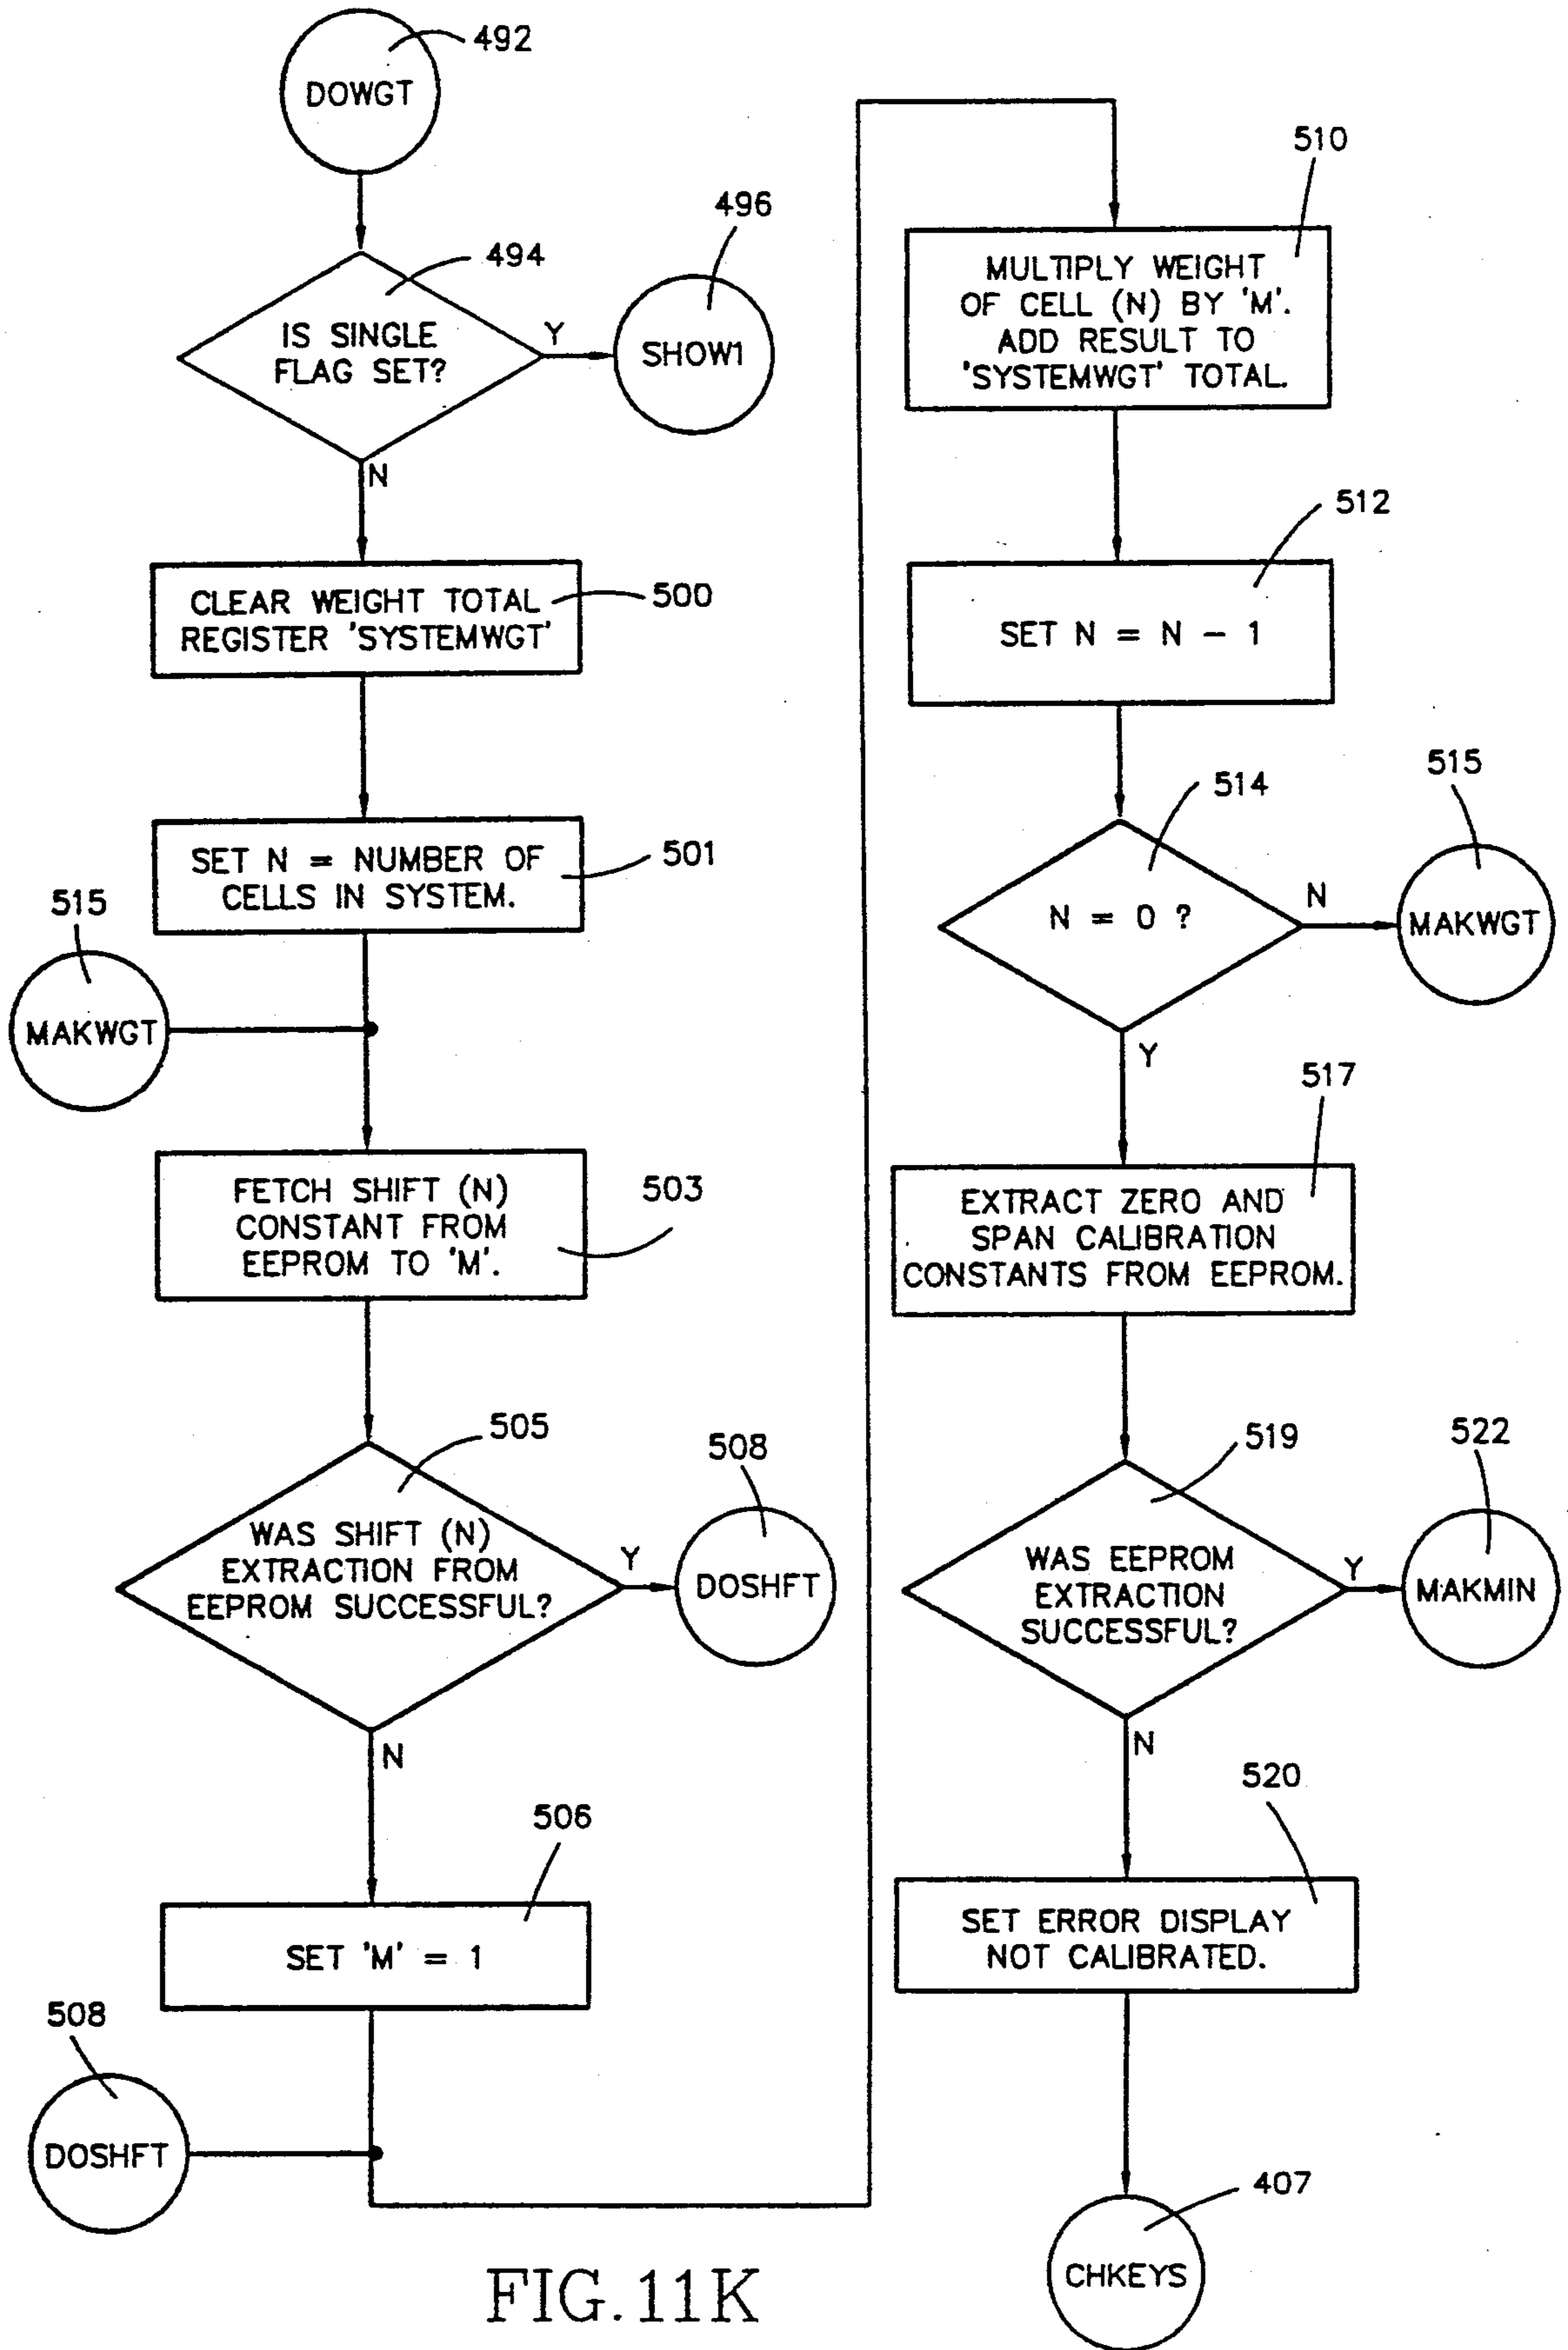 492
DOWGT
494
IS SINGLE
FLAG SET?
Y
496
SHOW1
N
CLEAR WEIGHT TOTAL
REGISTER 'SYSTEMWGT'
500
SET N = NUMBER OF
CELLS IN SYSTEM.
501
515
MAKWGT
FETCH SHIFT (N)
CONSTANT FROM
EEPROM TO 'M'.
503
505
WAS SHIFT (N)
EXTRACTION FROM
EEPROM SUCCESSFUL?
Y
508
DOSHFT
N
506
SET 'M' = 1
508
DOSHFT
510
MULTIPLY WEIGHT
OF CELL (N) BY 'M'.
ADD RESULT TO
'SYSTEMWGT' TOTAL.
512
SET N = N - 1
514
N = 0 ?
N
515
MAKWGT
Y
517
EXTRACT ZERO AND
SPAN CALIBRATION
CONSTANTS FROM EEPROM.
519
WAS EEPROM
EXTRACTION
SUCCESSFUL?
Y
522
MAKMIN
N
520
SET ERROR DISPLAY
NOT CALIBRATED.
407
CHKEYS
FIG. 11K